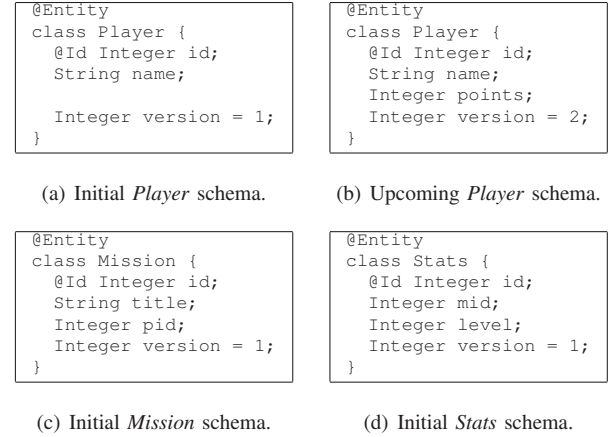 @Entity
class Player {
  @Id Integer id;
  String name;

  Integer version = 1;
}
(a) Initial Player schema.
@Entity
class Player {
  @Id Integer id;
  String name;
  Integer points;
  Integer version = 2;
}
(b) Upcoming Player schema.
@Entity
class Mission {
  @Id Integer id;
  String title;
  Integer pid;
  Integer version = 1;
}
(c) Initial Mission schema.
@Entity
class Stats {
  @Id Integer id;
  Integer mid;
  Integer level;
  Integer version = 1;
}
(d) Initial Stats schema.